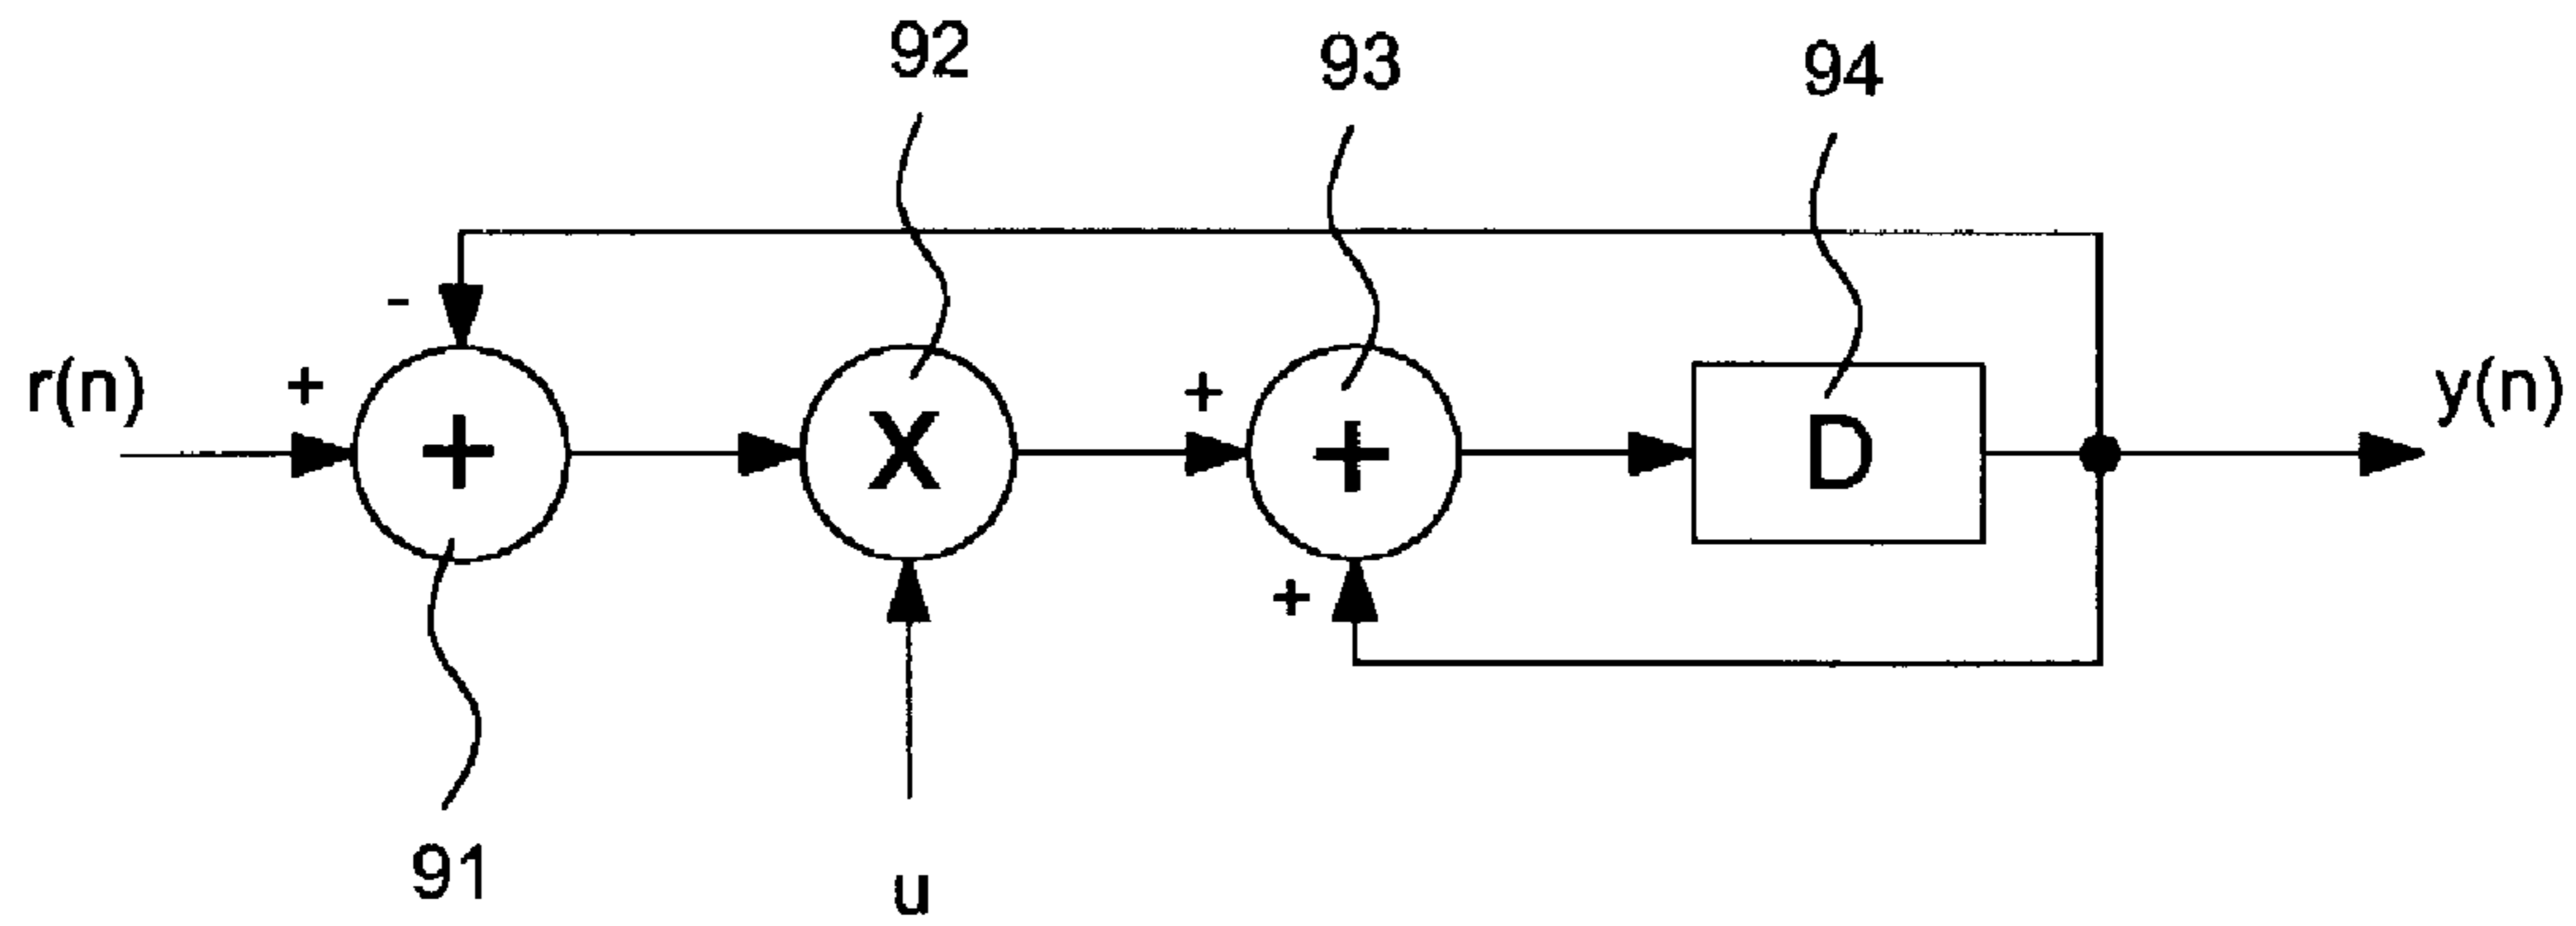 92
93
94
-
r(n)
+
+
y(n)
+
X
+
D
+
91
u